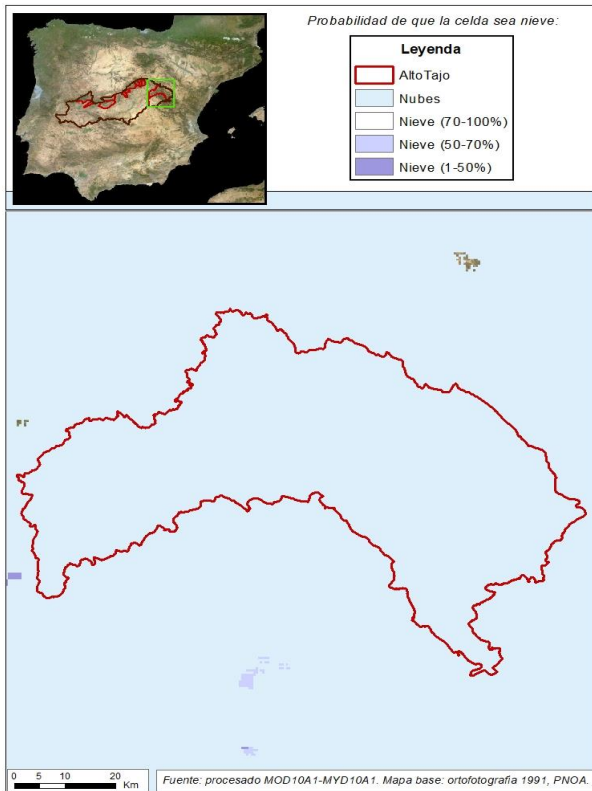 Probabilidad de que la celda sea nieve:
Leyenda
AltoTajo
Nubes
Nieve (70-100%)
Nieve (50-70%)
Nieve (1-50%)
0 5 10 20
Km
Fuente: procesado MOD10A1-MYD10A1. Mapa base: ortofotografía 1991, PNOA.